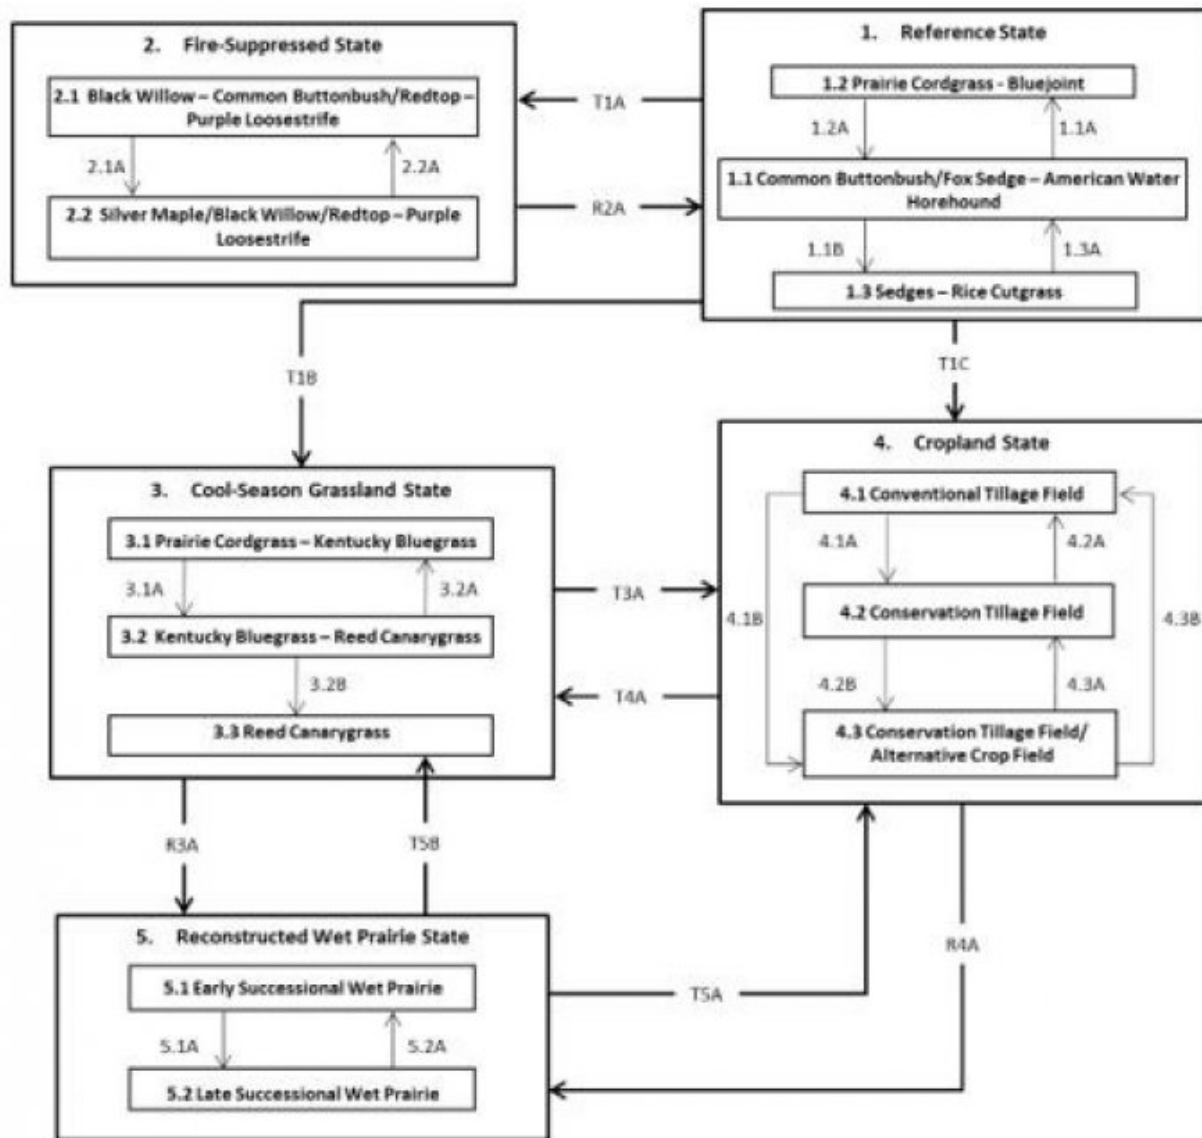 2. Fire-Suppressed State
2.1 Black Willow – Common Buttonbush/Redtop –
Purple Loosestrife
2.1A
2.2A
2.2 Silver Maple/Black Willow/Redtop – Purple
Loosestrife
T1A
R2A
1. Reference State
1.2 Prairie Cordgrass - Bluejoint
1.2A
1.1A
1.1 Common Buttonbush/Fox Sedge – American Water
Horehound
1.1B
1.3A
1.3 Sedges – Rice Cutgrass
T1B
T1C
3. Cool-Season Grassland State
3.1 Prairie Cordgrass – Kentucky Bluegrass
3.1A
3.2A
3.2 Kentucky Bluegrass – Reed Canarygrass
3.2B
3.3 Reed Canarygrass
T3A
T4A
4. Cropland State
4.1 Conventional Tillage Field
4.1A
4.2A
4.1B
4.2 Conservation Tillage Field
4.3B
4.2B
4.3A
4.3 Conservation Tillage Field/
Alternative Crop Field
R3A
T5B
R4A
5. Reconstructed Wet Prairie State
5.1 Early Successional Wet Prairie
5.1A
5.2A
5.2 Late Successional Wet Prairie
T5A